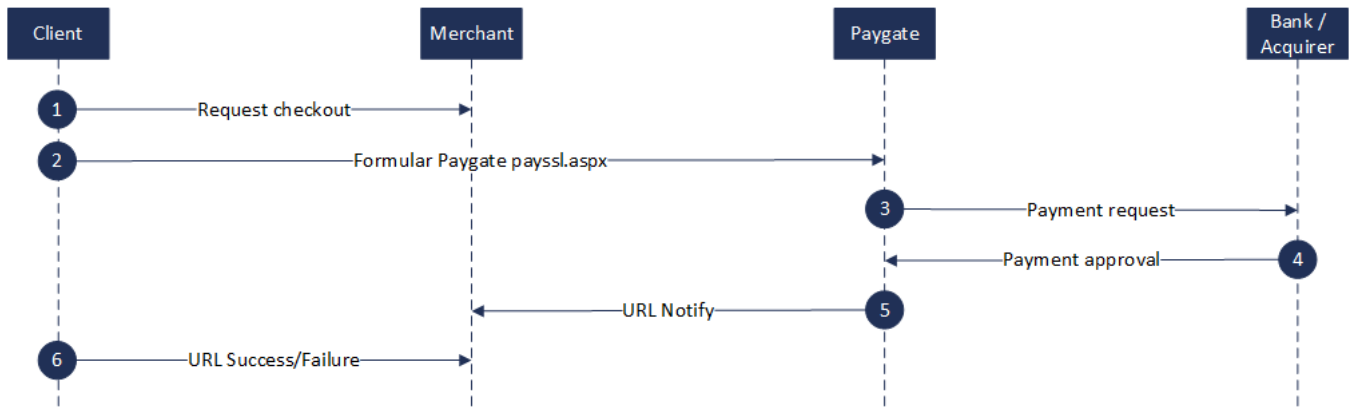 Client
Merchant
Paygate
Bank /
Acquirer
1
Request checkout
2
Formular Paygate payssl.aspx
3
Payment request
Payment approval
4
URL Notify
5
6
URL Success/Failure